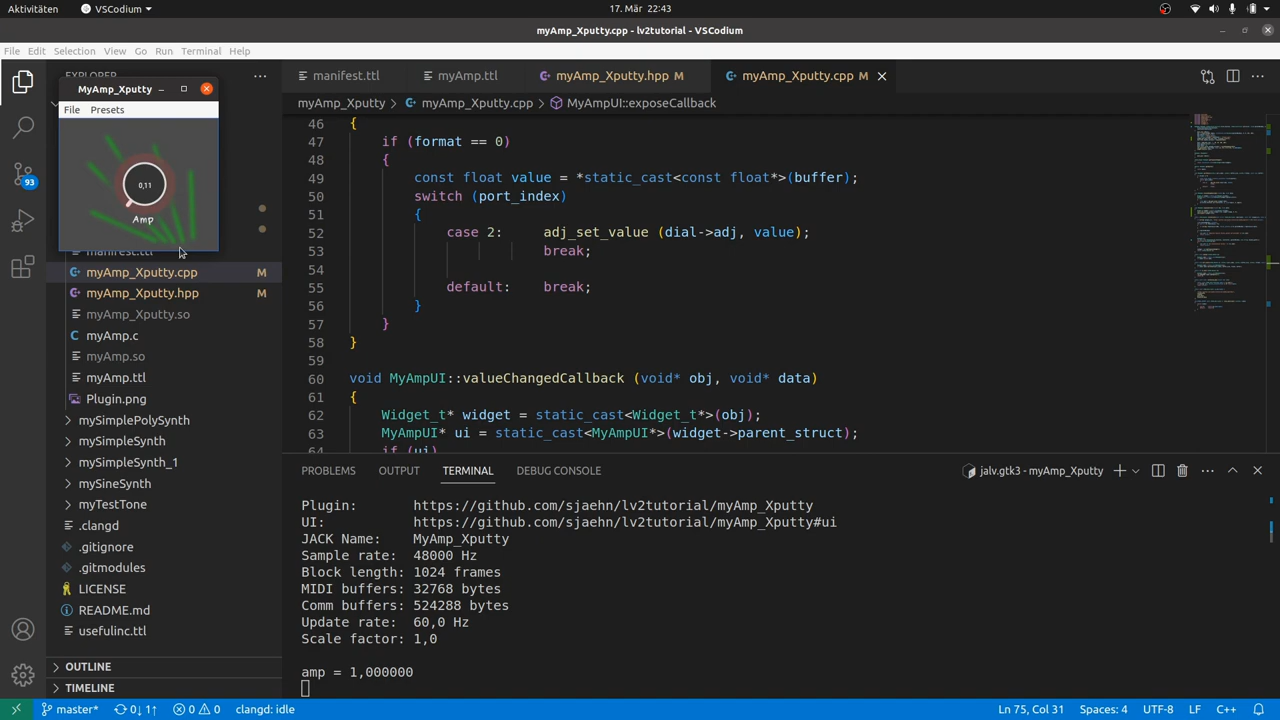 Aktivitäten
VSCodium
17. Mär 22:43
myAmp_Xputty.cpp - lv2tutorial - VSCodium
File Edit Selection View Go Run Terminal Help
EXPLORER
MyAmp_Xputty
File Presets
0,11
Amp
manifest.ttl
myAmp_Xputty.cpp M
myAmp_Xputty.hpp M
myAmp_Xputty.so
myAmp.c
myAmp.so
myAmp.ttl
Plugin.png
mySimplePolySynth
mySimpleSynth
mySimpleSynth_1
mySineSynth
myTestTone
.clangd
.gitignore
.gitmodules
LICENSE
README.md
usefulinc.ttl
OUTLINE
TIMELINE
93
manifest.ttl
myAmp.ttl
myAmp_Xputty.hpp M
myAmp_Xputty.cpp M
myAmp_Xputty > myAmp_Xputty.cpp > MyAmpUI::exposeCallback
46 {
47 if (format == 0)
48 {
49 const float value = *static_cast<const float*>(buffer);
50 switch (port_index)
51 {
52 case 2: adj_set_value (dial->adj, value);
53 break;
54
55 default: break;
56 }
57 }
58 }
59
60 void MyAmpUI::valueChangedCallback (void* obj, void* data)
61 {
62 Widget_t* widget = static_cast<Widget_t*>(obj);
63 MyAmpUI* ui = static_cast<MyAmpUI*>(widget->parent_struct);
64 if (ui)
PROBLEMS OUTPUT TERMINAL DEBUG CONSOLE
jalv.gtk3 - myAmp_Xputty
Plugin: https://github.com/sjaehn/lv2tutorial/myAmp_Xputty
UI: https://github.com/sjaehn/lv2tutorial/myAmp_Xputty#ui
JACK Name: MyAmp_Xputty
Sample rate: 48000 Hz
Block length: 1024 frames
MIDI buffers: 32768 bytes
Comm buffers: 524288 bytes
Update rate: 60,0 Hz
Scale factor: 1,0
amp = 1,000000
master* 0↓ 1↑ 0 0 clangd: idle
Ln 75, Col 31 Spaces: 4 UTF-8 LF C++